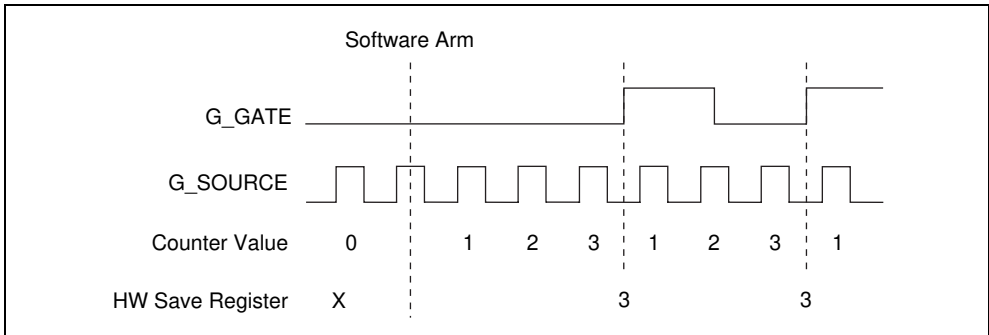 Software Arm
G_GATE
G_SOURCE
Counter Value 0 1 2 3 1 2 3 1
HW Save Register X 3 3